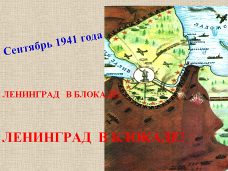 Сентябрь 1941 года
ЛЕНИНГРАД В БЛОКАДЕ
ЛЕНИНГРАД В БЛОКАДЕ!